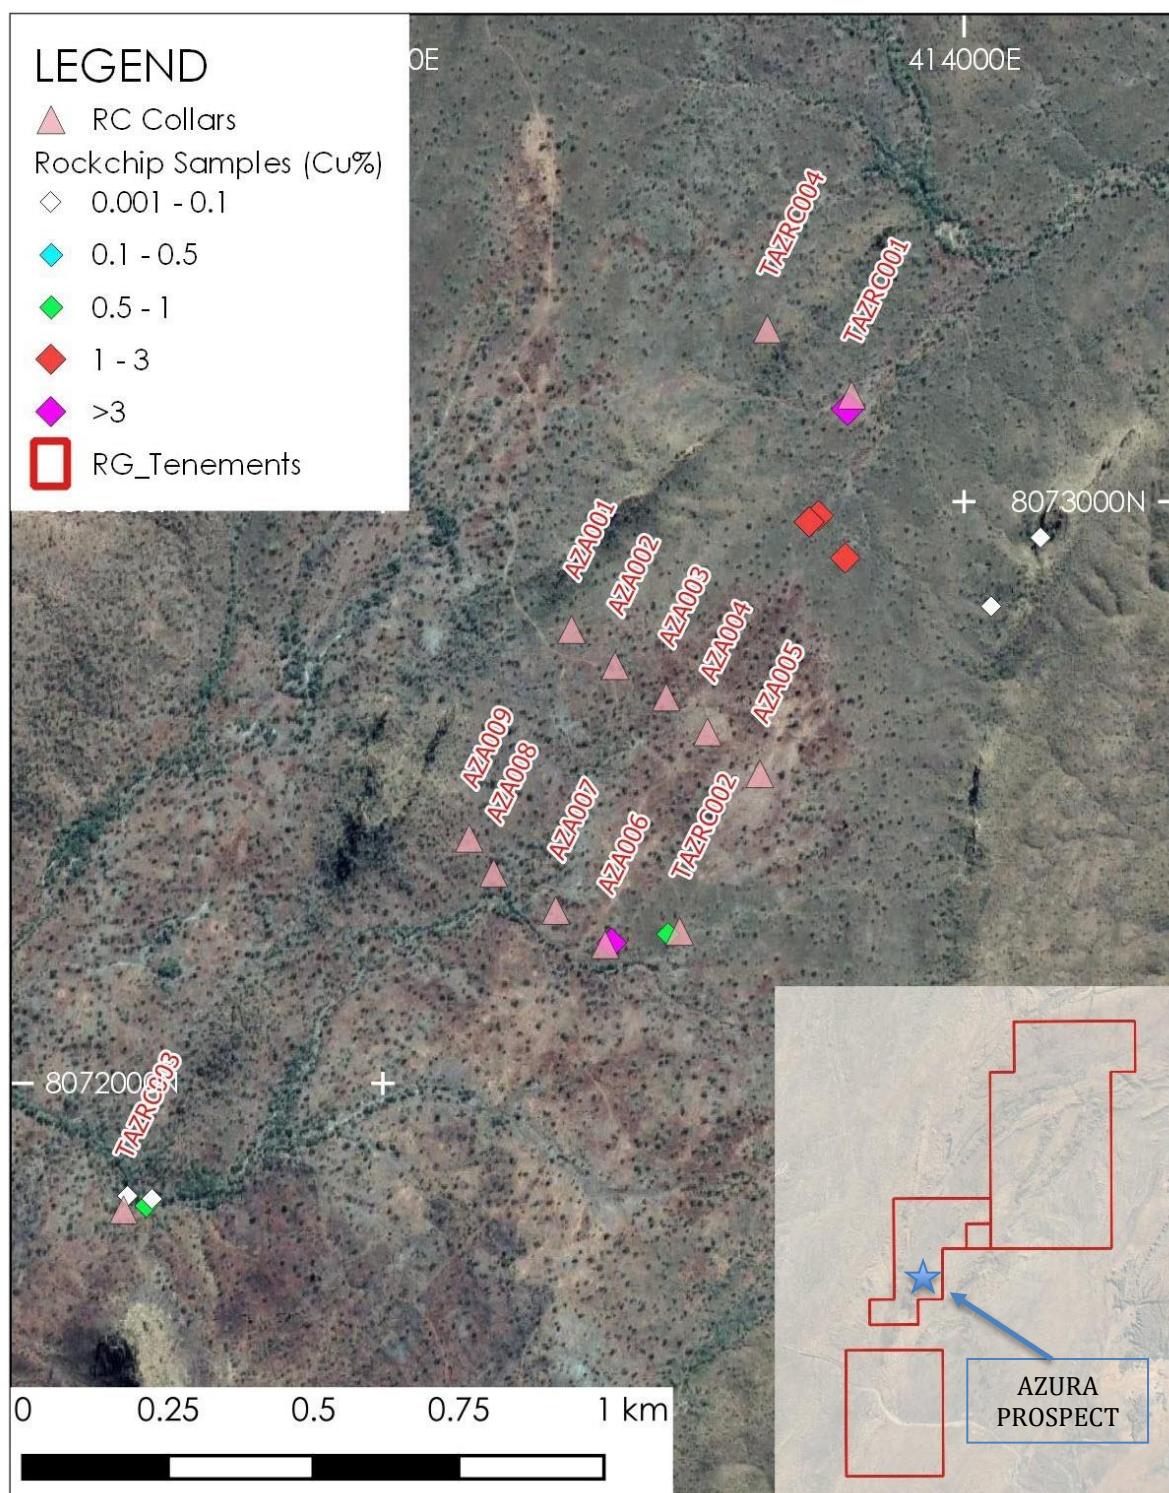 LEGEND
RC Collars
Rockchip Samples (Cu%)
0.001 - 0.1
0.1 - 0.5
0.5 - 1
1 - 3
>3
RG_Tenements
0E
414000E
TAZRC004
TAZRC001
8073000N
AZA001
AZA002
AZA003
AZA004
AZA005
AZA009
AZA008
AZA007
AZA006
TAZRC002
8072000N
TAZRC003
0 0.25 0.5 0.75 1 km
AZURA
PROSPECT